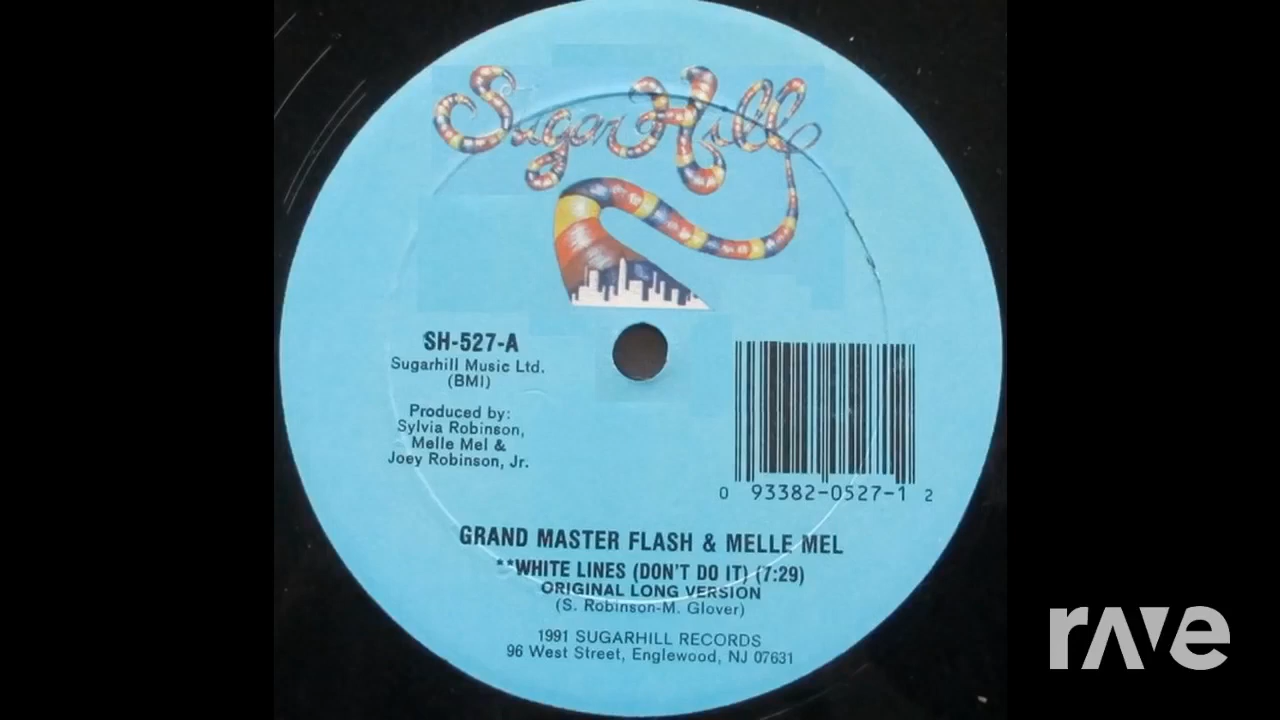 Sugar Hill
SH-527-A
Sugarhill Music Ltd.
(BMI)
Produced by:
Sylvia Robinson,
Melle Mel &
Joey Robinson, Jr.
0 93382-0527-1 2
GRAND MASTER FLASH & MELLE MEL
**WHITE LINES (DON'T DO IT) (7:29)
ORIGINAL LONG VERSION
(S. Robinson-M. Glover)
1991 SUGARHILL RECORDS
96 West Street, Englewood, NJ 07631
rave